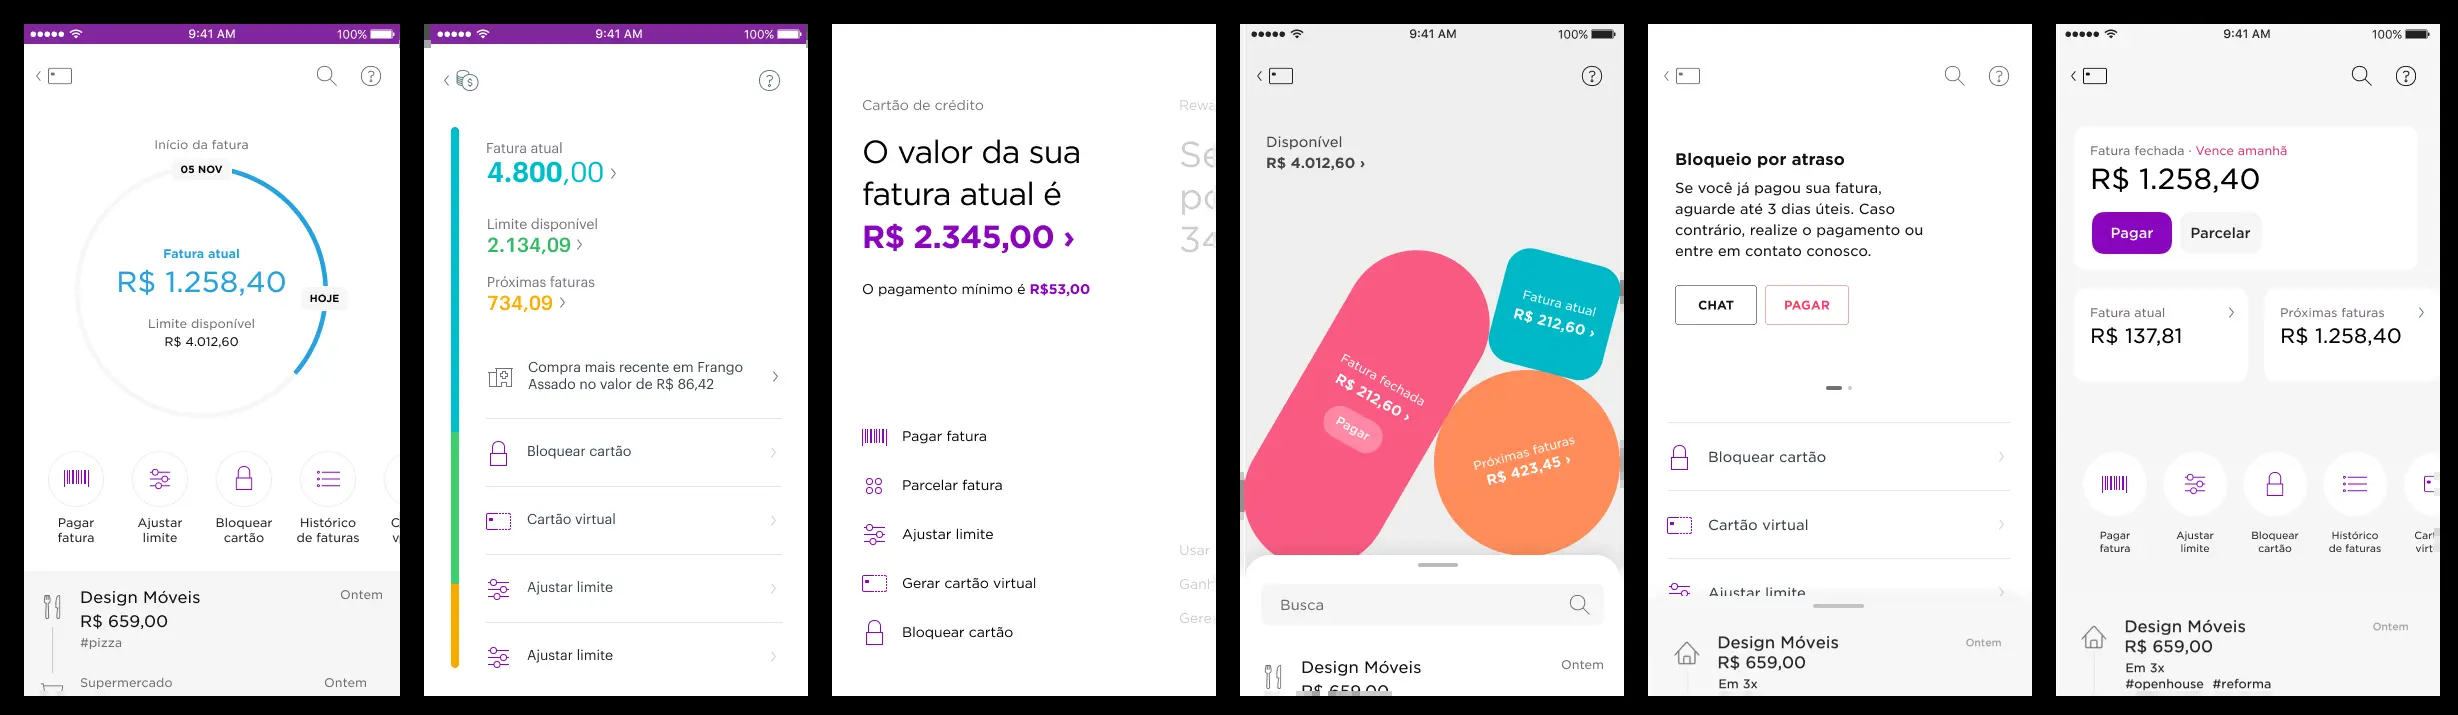 9:41 AM
100%
Início da fatura
05 NOV
Fatura atual
R$ 1.258,40
HOJE
Limite disponível
R$ 4.012,60
Pagar fatura
Ajustar limite
Bloquear cartão
Histórico de faturas
C
v
Design Móveis
Ontem
R$ 659,00
#pizza
Supermercado
Ontem
9:41 AM
100%
Fatura atual
4.800,00 ›
Limite disponível
2.134,09 ›
Próximas faturas
734,09 ›
Compra mais recente em Frango
Assado no valor de R$ 86,42
Bloquear cartão
Cartão virtual
Ajustar limite
Ajustar limite
Cartão de crédito
O valor da sua
fatura atual é
R$ 2.345,00 ›
O pagamento mínimo é R$53,00
Pagar fatura
Parcelar fatura
Ajustar limite
Gerar cartão virtual
Bloquear cartão
Rewa
Se
po
34
Usar
Ganh
Gere
9:41 AM
100%
Disponível
R$ 4.012,60 ›
Fatura atual
R$ 212,60 ›
Fatura fechada
R$ 212,60 ›
Pagar
Próximas faturas
R$ 423,45 ›
Busca
Design Móveis
Ontem
R$ 659,00
Bloqueio por atraso
Se você já pagou sua fatura,
aguarde até 3 dias úteis. Caso
contrário, realize o pagamento ou
entre em contato conosco.
CHAT
PAGAR
Bloquear cartão
Cartão virtual
Ajustar limite
Design Móveis
Ontem
R$ 659,00
Em 3x
9:41 AM
100%
Fatura fechada · Vence amanhã
R$ 1.258,40
Pagar
Parcelar
Fatura atual
R$ 137,81
Próximas faturas
R$ 1.258,40
Pagar fatura
Ajustar limite
Bloquear cartão
Histórico de faturas
Cart
virt
Design Móveis
Ontem
R$ 659,00
Em 3x
#openhouse #reforma